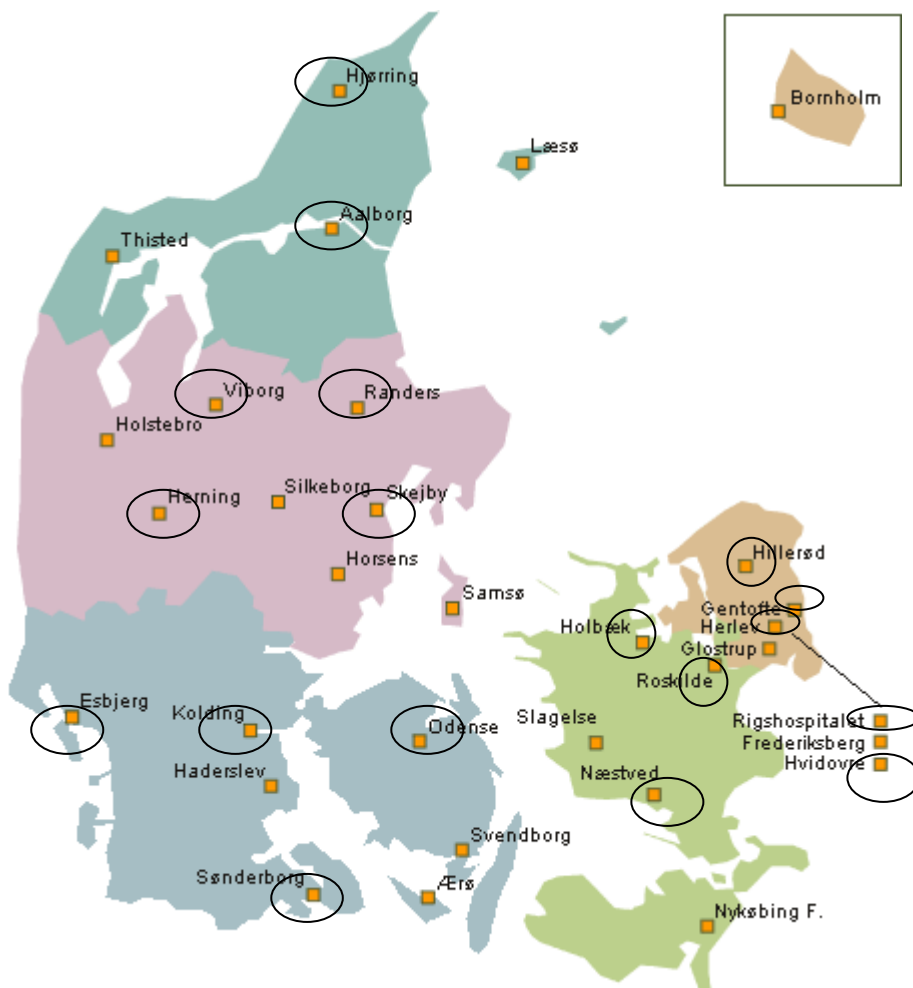 Hjørring
Bornholm
Læsø
Aalborg
Thisted
Viborg
Randers
Holstebro
Silkeborg
Skejby
Herning
Horsens
Hillerød
Samsø
Gentofte
Holbæk
Herlev
Glostrup
Roskilde
Esbjerg
Kolding
Odense
Slagelse
Rigshospitalet
Frederiksberg
Haderslev
Næstved
Hvidovre
Svendborg
Sønderborg
Ærø
Nykøbing F.